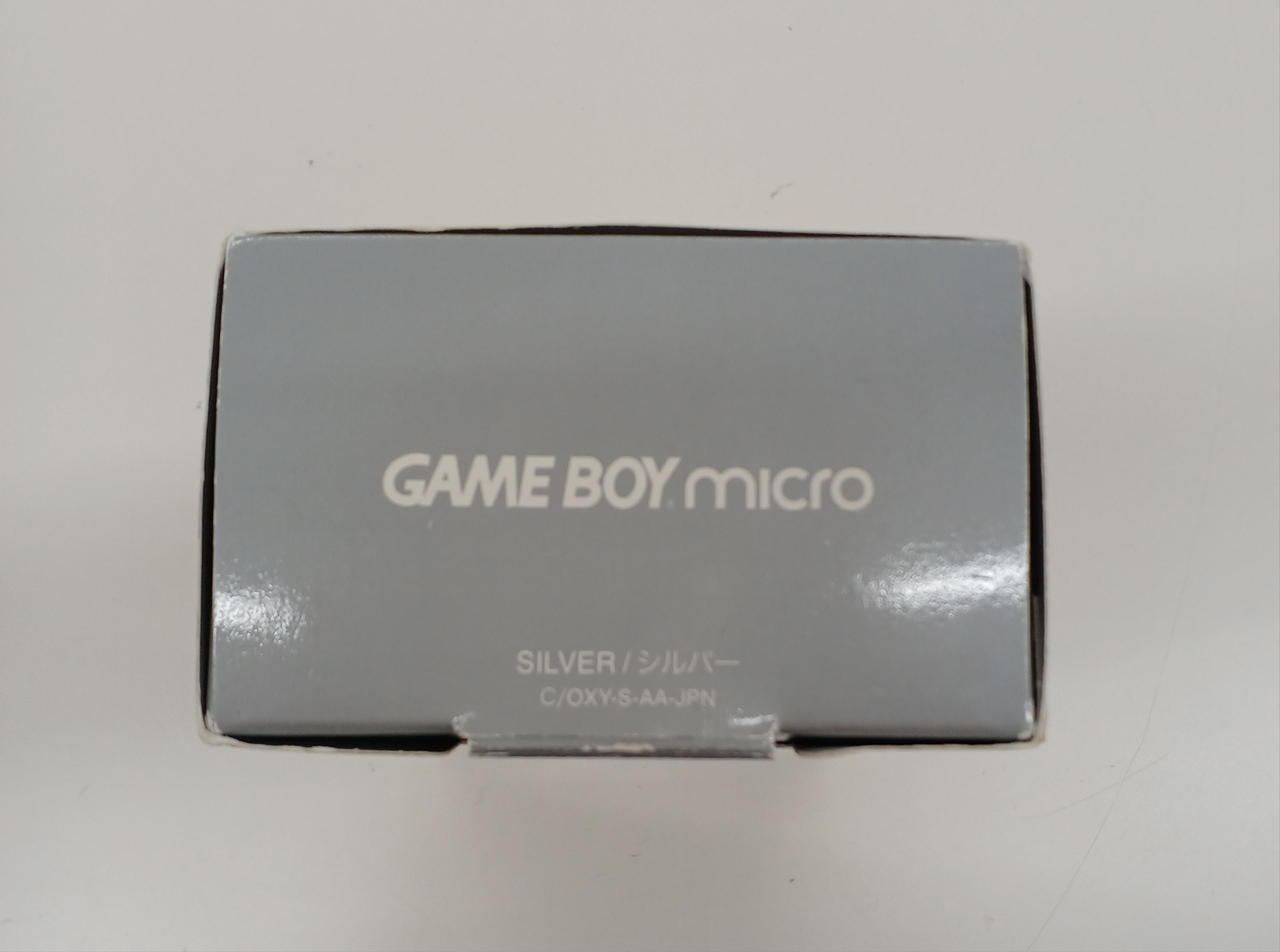 GAME BOY micro
SILVER / シルバー
C/OXY-S-AA-JPN